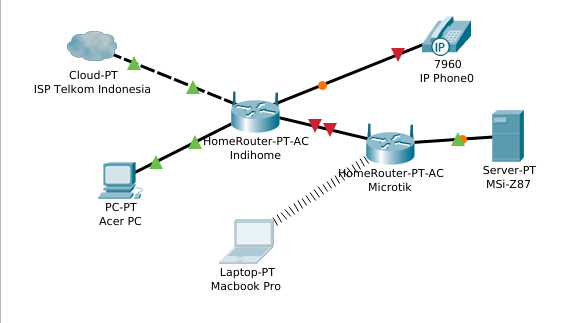 Cloud-PT
ISP Telkom Indonesia
IP
7960
IP Phone0
HomeRouter-PT-AC
Indihome
HomeRouter-PT-AC
Microtik
Server-PT
MSi-Z87
PC-PT
Acer PC
Laptop-PT
Macbook Pro